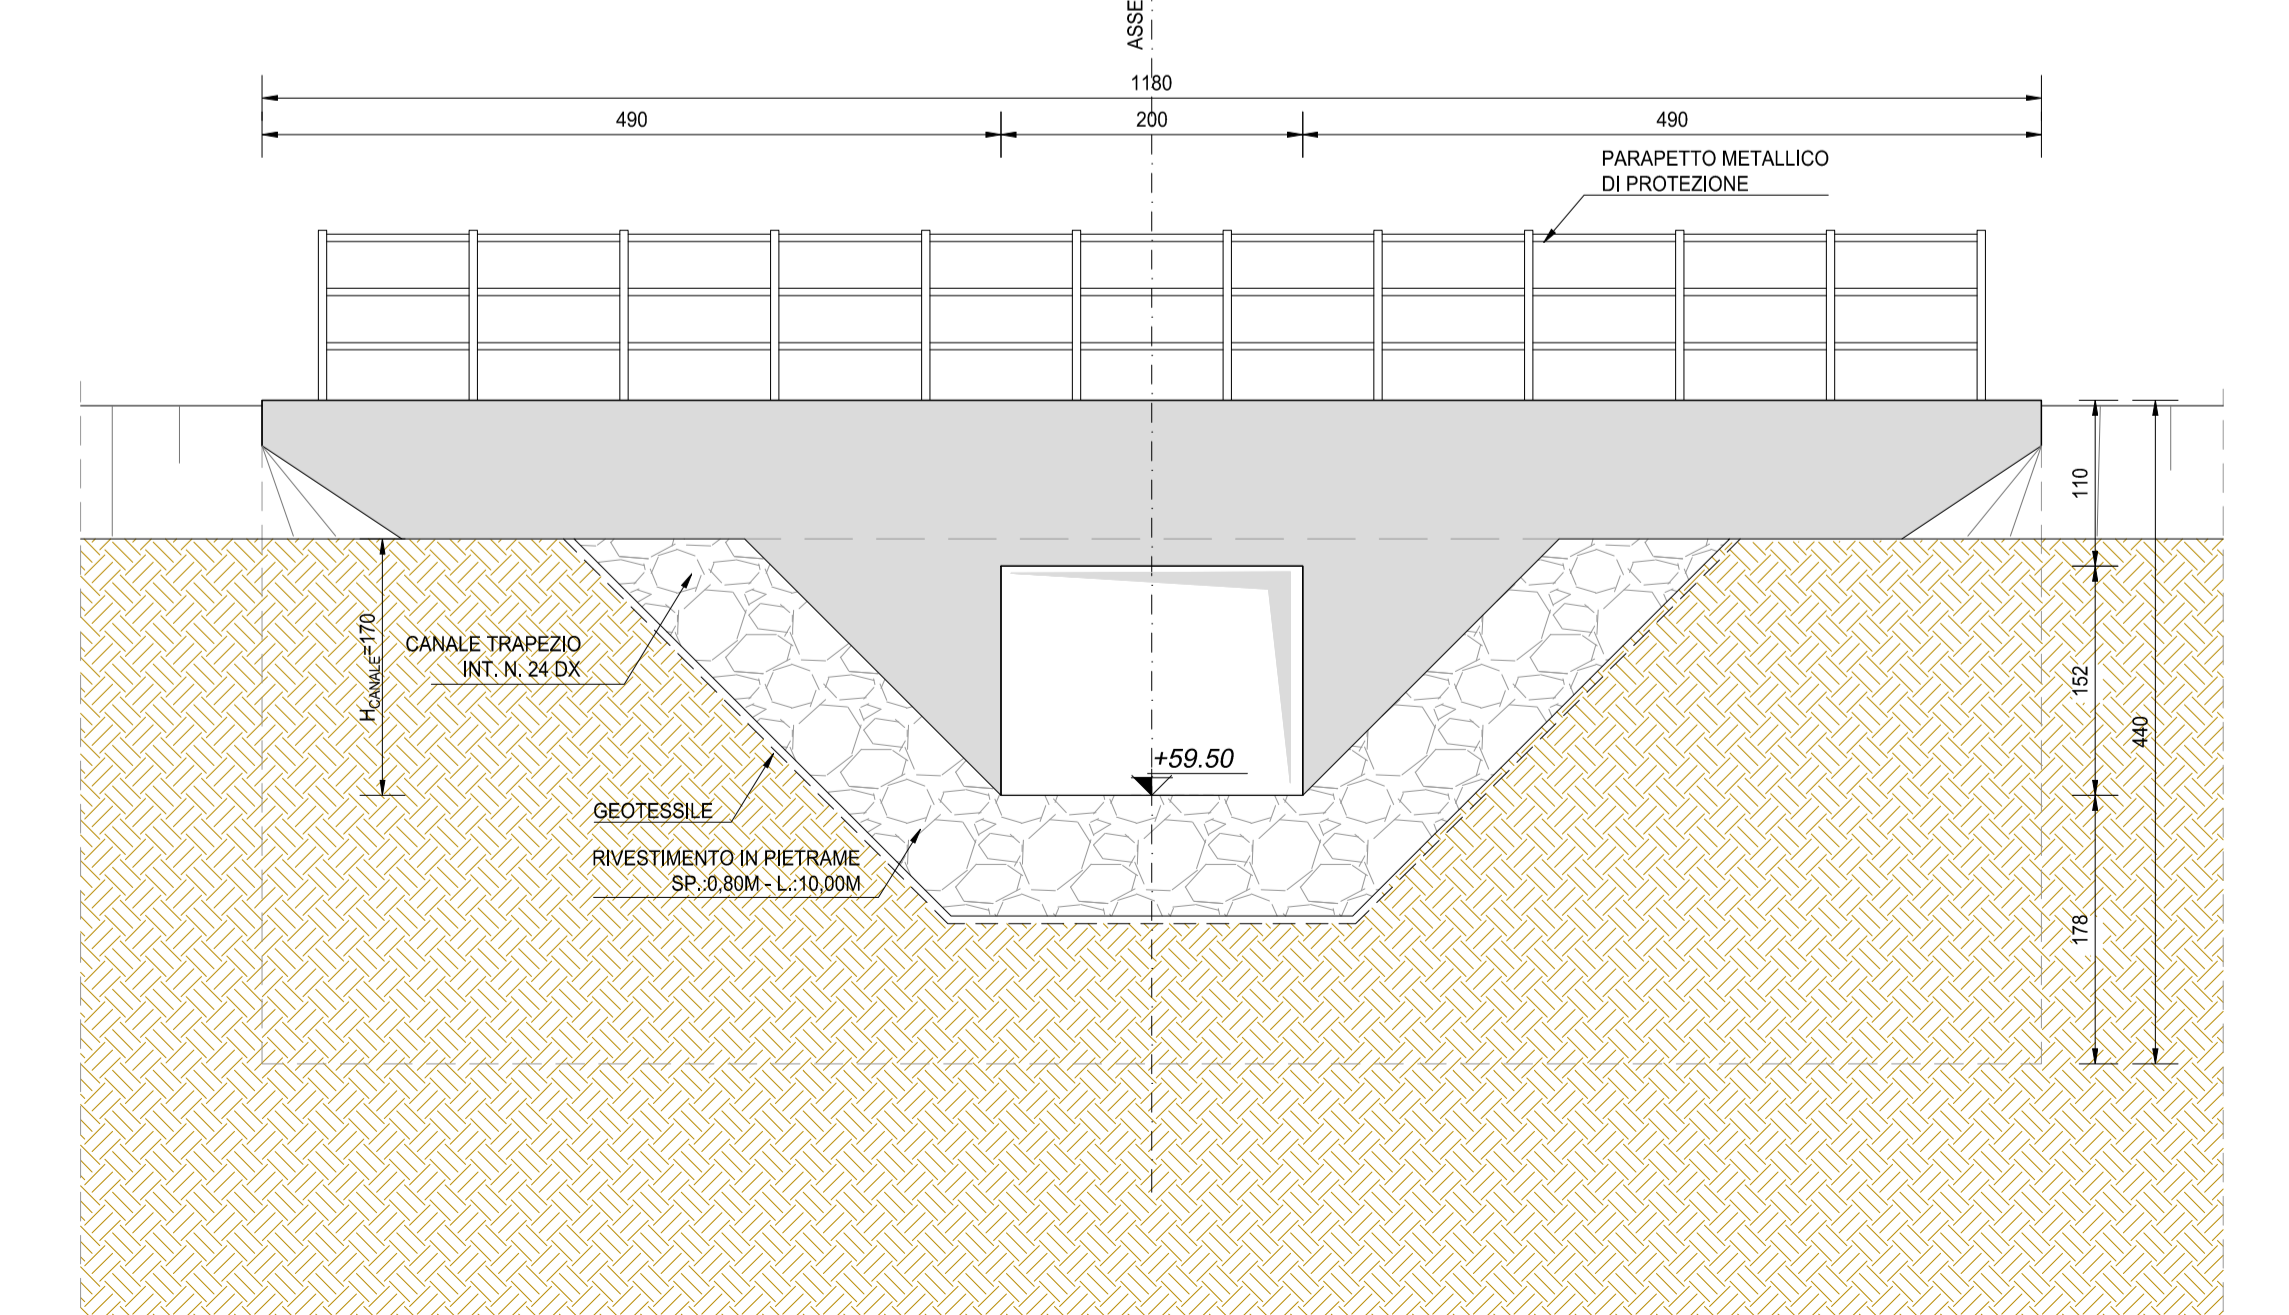 ASSE
1180
490
200
490
PARAPETTO METALLICO
DI PROTEZIONE
110
HCANALE=170
CANALE TRAPEZIO
INT. N. 24 DX
152
440
+59.50
GEOTESSILE
RIVESTIMENTO IN PIETRAME
SP.:0,80M - L.:10,00M
178